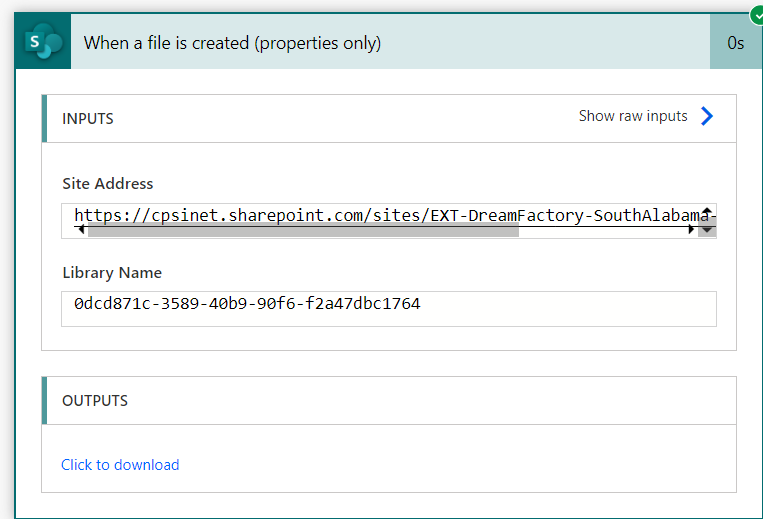 S
When a file is created (properties only)
0s
INPUTS
Show raw inputs
Site Address
https://cpsinet.sharepoint.com/sites/EXT-DreamFactory-SouthAlabama-
Library Name
0dcd871c-3589-40b9-90f6-f2a47dbc1764
OUTPUTS
Click to download